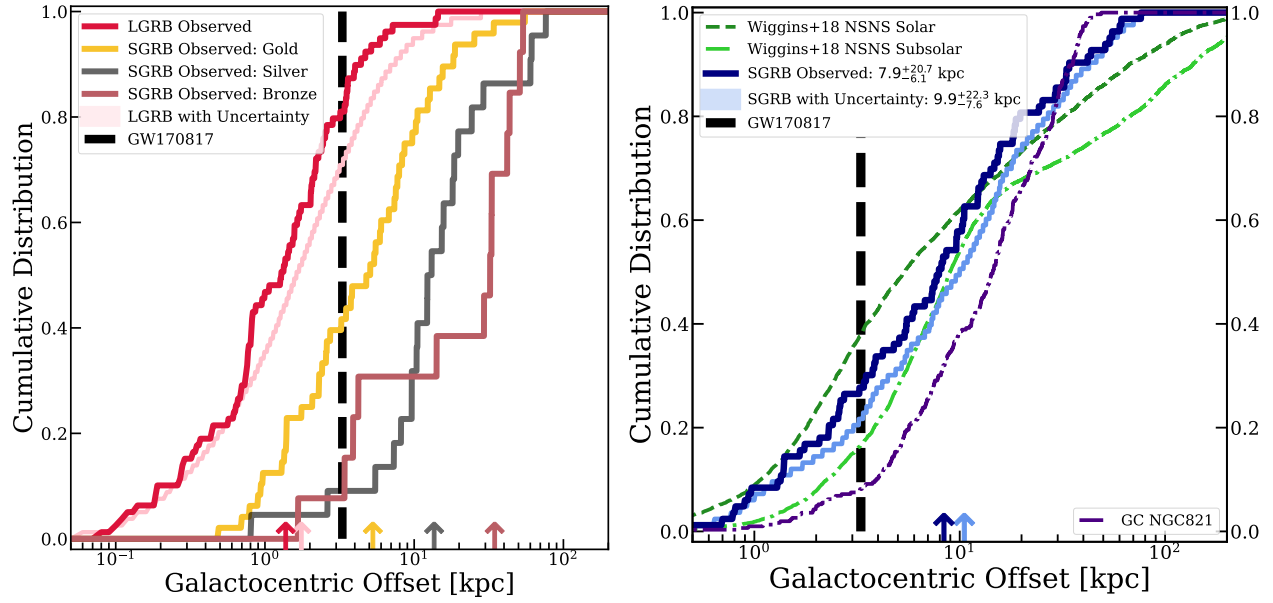 LGRB Observed
SGRB Observed: Gold
SGRB Observed: Silver
SGRB Observed: Bronze
LGRB with Uncertainty
GW170817
1.0
0.8
0.6
0.4
0.2
0.0
Cumulative Distribution
10⁻¹
10⁰
10¹
10²
Galactocentric Offset [kpc]
Wiggins+18 NSNS Solar
Wiggins+18 NSNS Subsolar
SGRB Observed: 7.9⁺²⁰·⁷₋₆.₁ kpc
SGRB with Uncertainty: 9.9⁺²²·³₋₇.₆ kpc
GW170817
1.0
0.8
0.6
0.4
0.2
0.0
Cumulative Distribution
1.0
0.8
0.6
0.4
0.2
0.0
GC NGC821
10⁰
10¹
10²
Galactocentric Offset [kpc]